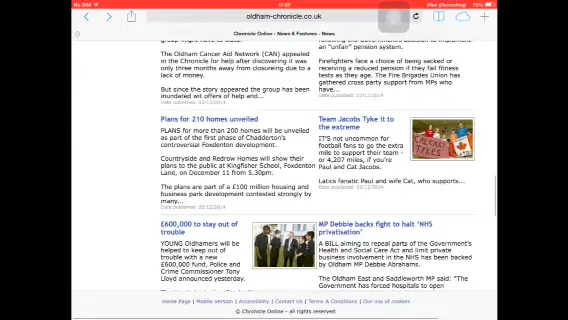 No SIM
11:05
iRec (Recording)
70%
oldham-chronicle.co.uk
Chronicle Online - News & Features - News
The Oldham Cancer Aid Network (CAN) appealed
in the Chronicle for help after discovering it was
only three months away from closureing due to a
lack of money.
But since the story appeared the group has been
inundated wit offers of help and...
Date published: 03/12/2014
an “unfair” pension system.
Firefighters face a choice of being sacked or
receiving a reduced pension if they fail fitness
tests as they age. The Fire Brigades Union has
gathered cross party support from MPs who
have...
Date published: 03/12/2014
Plans for 210 homes unveiled
PLANS for more than 200 homes will be unveiled
as part of the first phase of Chadderton's
controversial Foxdenton development.
Countryside and Redrow Homes will show their
plans to the public at Kingfisher School, Foxdenton
Lane, on December 11 from 5.30pm.
The plans are part of a £100 million housing and
business park development contested strongly by
many...
Date published: 02/12/2014
Team Jacobs Tyke it to
the extreme
IT'S not uncommon for
football fans to go the extra
mile to support their team -
or 4,207 miles, if you're
Paul and Cat Jacobs.
Latics fanatic Paul and wife Cat, who supports...
Date published: 02/12/2014
CALGARY
TYKES
£600,000 to stay out of
trouble
YOUNG Oldhamers will be
helped to keep out of
trouble with a new
£600,000 fund, Police and
Crime Commissioner Tony
Lloyd announced yesterday.
MP Debbie backs fight to halt ‘NHS
privatisation’
A BILL aiming to repeal parts of the Government's
Health and Social Care Act and limit private
business involvement in the NHS has been backed
by Oldham MP Debbie Abrahams.
The Oldham East and Saddleworth MP said: “The
Government has forced hospitals to open
Home Page | Mobile Version | Accessibility | Contact Us | Terms & Conditions | Our use of cookies
© Chronicle Online - all rights reserved.